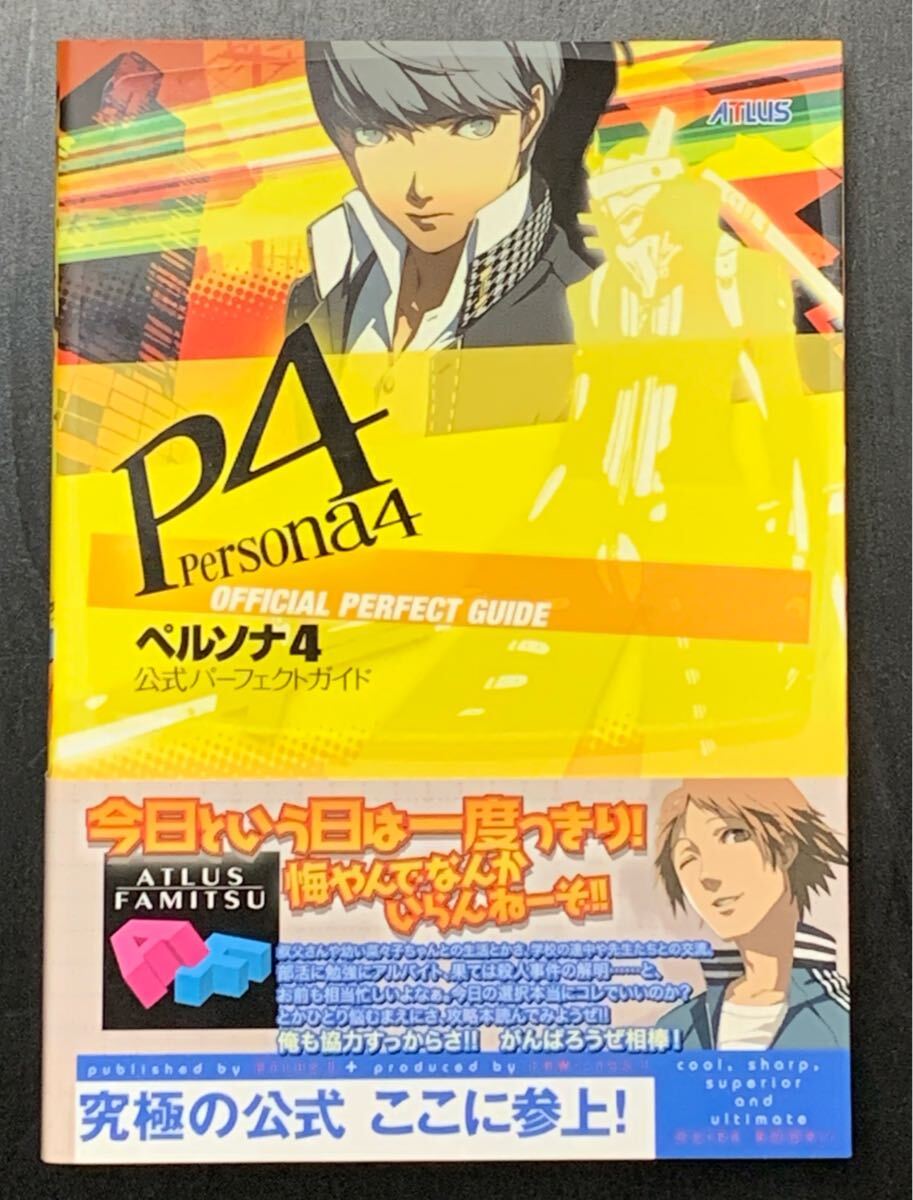 ATLUS
P4
Persona4
OFFICIAL PERFECT GUIDE
ペルソナ4
公式パーフェクトガイド
今日という日は一度っきり!
悔やんでなんか
いらんねーぞ!!
ATLUS
FAMITSU
叔父さんや幼い菜々子ちゃんとの生活とかさ、学校の連中や先生たちとの交流、
部活に勉強にアルバイト、果ては殺人事件の解明……と、
お前も相当忙しいよなぁ。今日の選択本当にコレでいいのか?
とかひとり悩むまえにさ、攻略本読んでみようぜ!!
俺も協力すっからさ!! がんばろうぜ相棒!
published by + produced by
cool, sharp,
superior
and
ultimate
究極の公式 ここに参上!